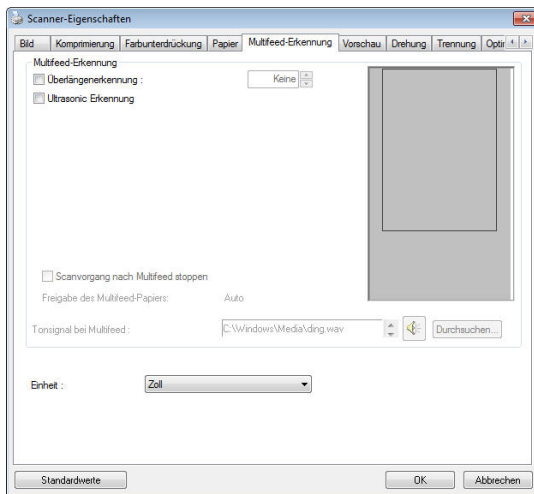 Scanner-Eigenschaften
Bild Komprimierung Farbunterdrückung Papier Multifeed-Erkennung Vorschau Drehung Trennung
Multifeed-Erkennung
Überlängenerkennung : Keine
Ultrasonic Erkennung
Scanvorgang nach Multifeed stoppen
Freigabe des Multifeed-Papiers: Auto
Tonsignal bei Multifeed : C:\Windows\Media\ding.wav Durchsuchen...
Einheit : Zoll
Standardwerte OK Abbrechen